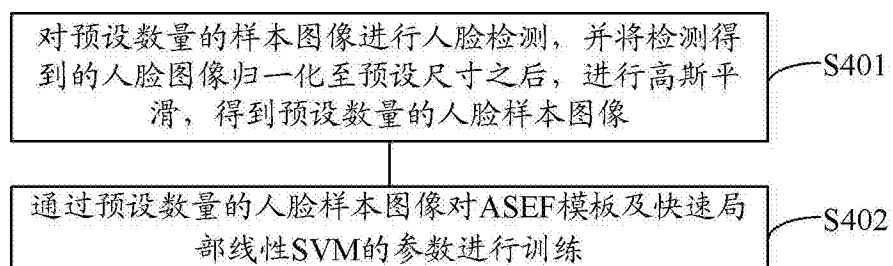 对预设数量的样本图像进行人脸检测，并将检测得
到的人脸图像归一化至预设尺寸之后，进行高斯平
滑，得到预设数量的人脸样本图像
S401
通过预设数量的人脸样本图像对ASEF模板及快速局
部线性SVM的参数进行训练
S402